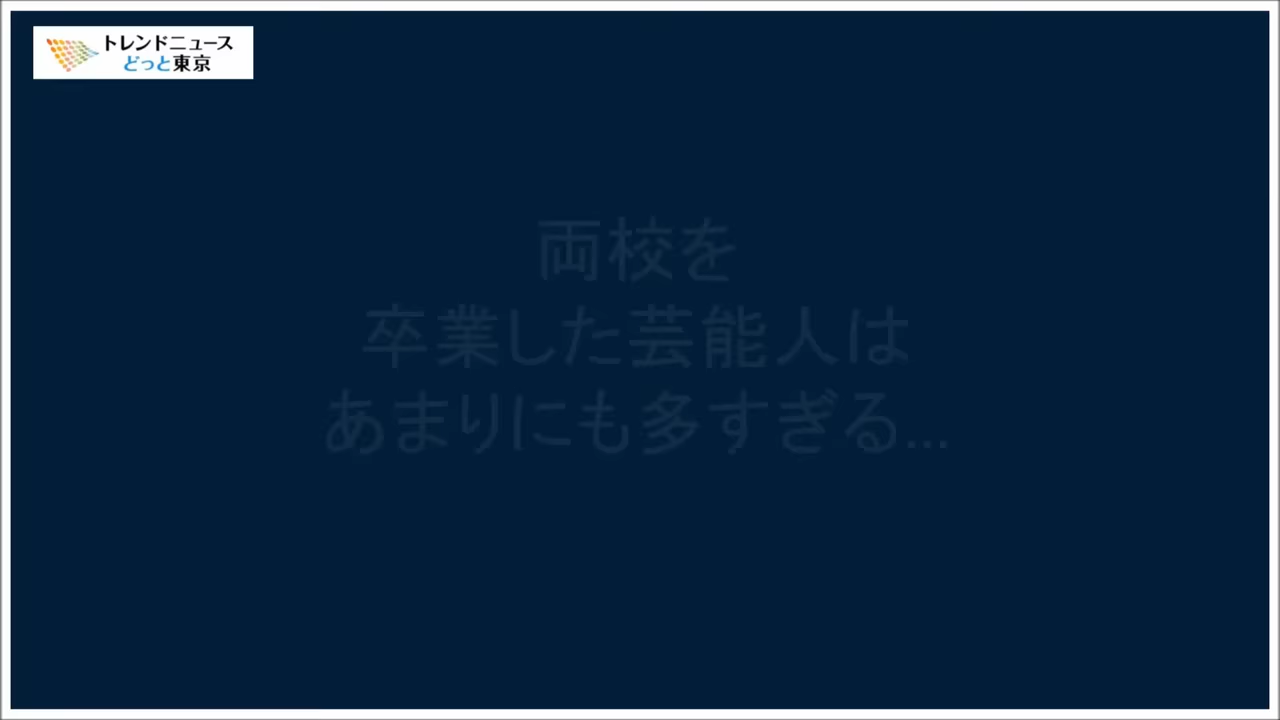 トレンドニュース
どっと東京
両校を
卒業した芸能人は
あまりにも多すぎる...